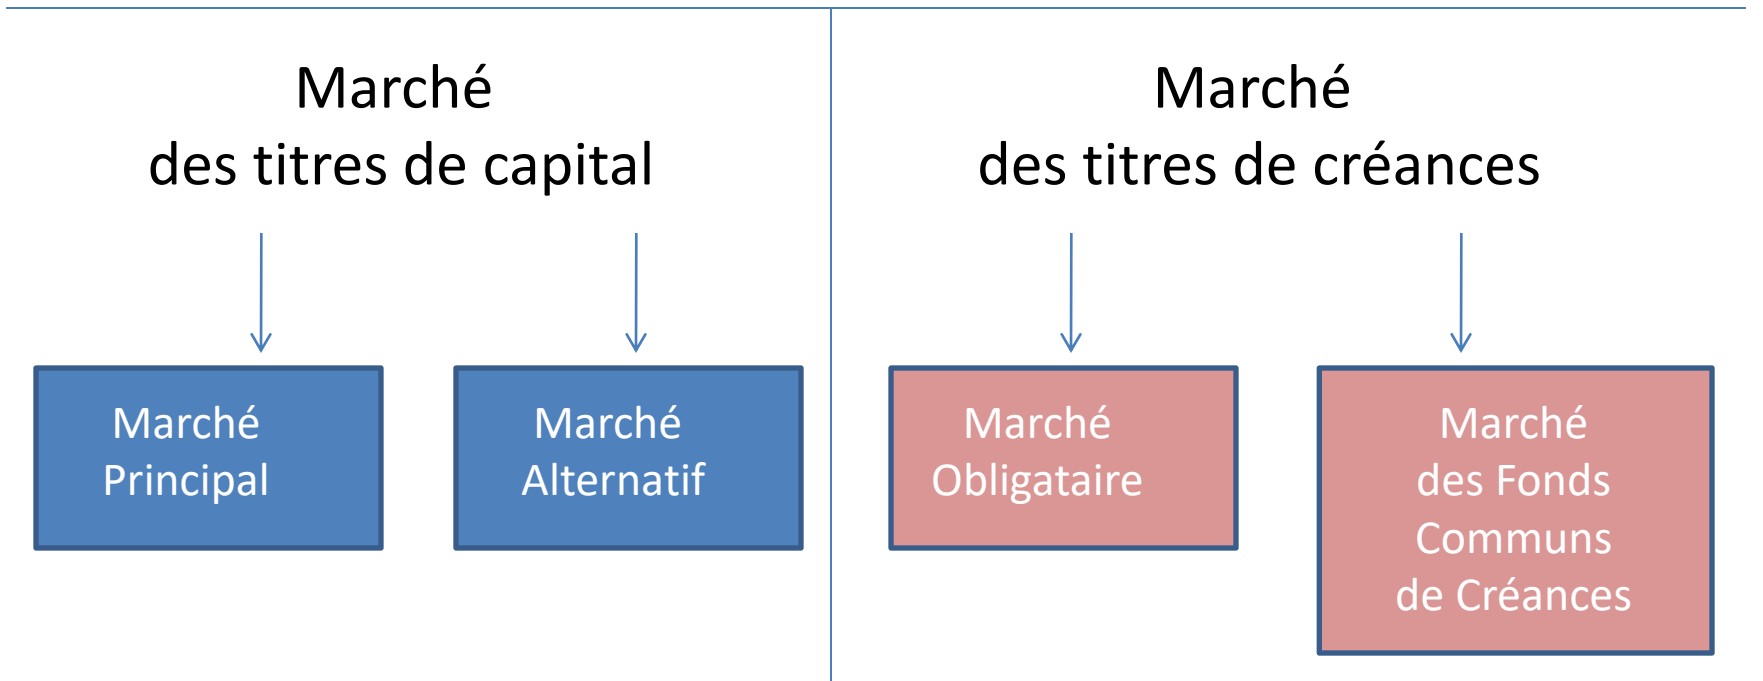 Marché
des titres de capital
Marché
Principal
Marché
Alternatif
Marché
des titres de créances
Marché
Obligataire
Marché
des Fonds
Communs
de Créances